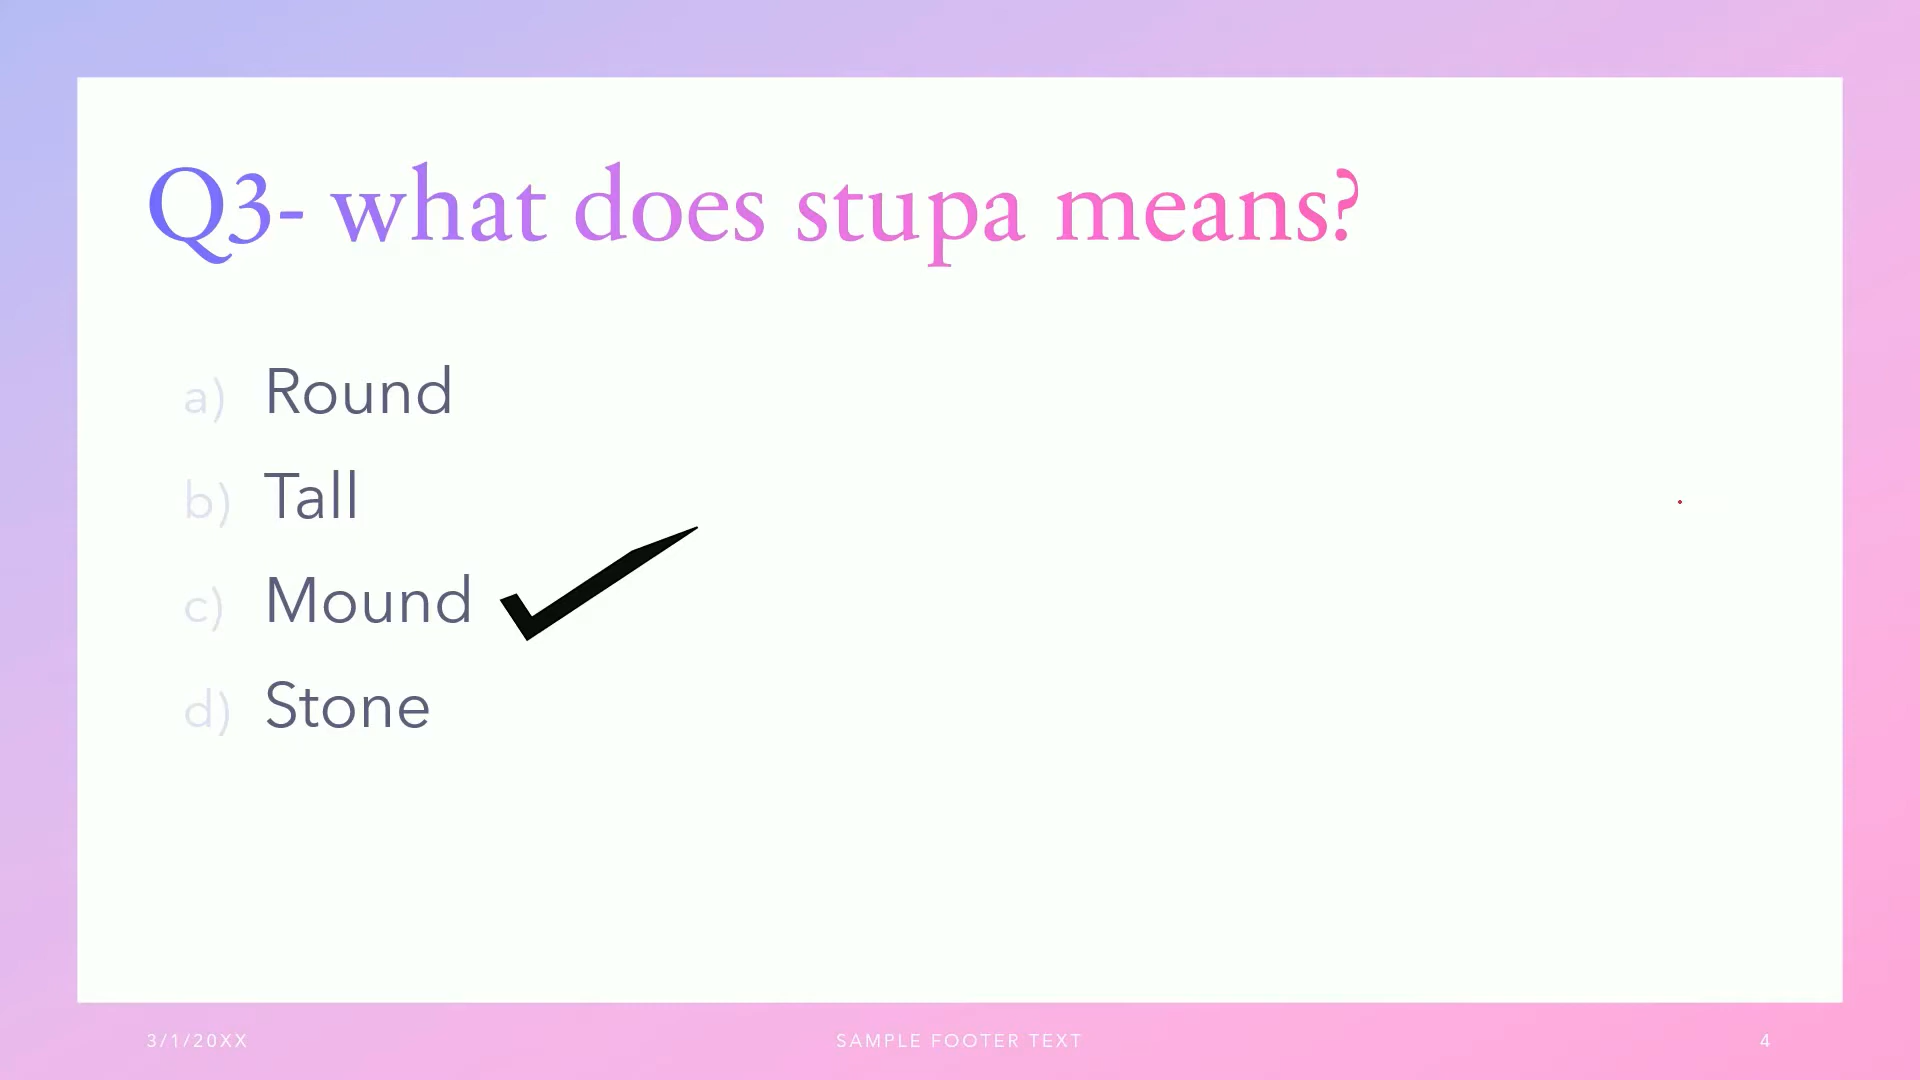 Q3- what does stupa means?
a) Round
b) Tall
c) Mound
d) Stone
3/1/20XX
SAMPLE FOOTER TEXT
4